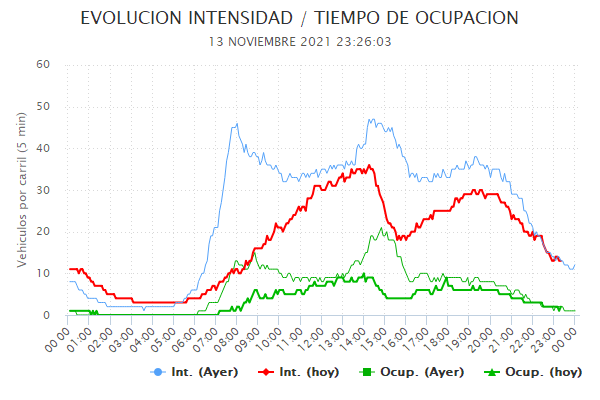 EVOLUCION INTENSIDAD / TIEMPO DE OCUPACION
13 NOVIEMBRE 2021 23:26:03
Vehiculos por carril (5 min)
60
50
40
30
20
10
0
00:00 01:00 02:00 03:00 04:00 05:00 06:00 07:00 08:00 09:00 10:00 11:00 12:00 13:00 14:00 15:00 16:00 17:00 18:00 19:00 20:00 21:00 22:00 23:00 00:00
Int. (Ayer) Int. (hoy) Ocup. (Ayer) Ocup. (hoy)